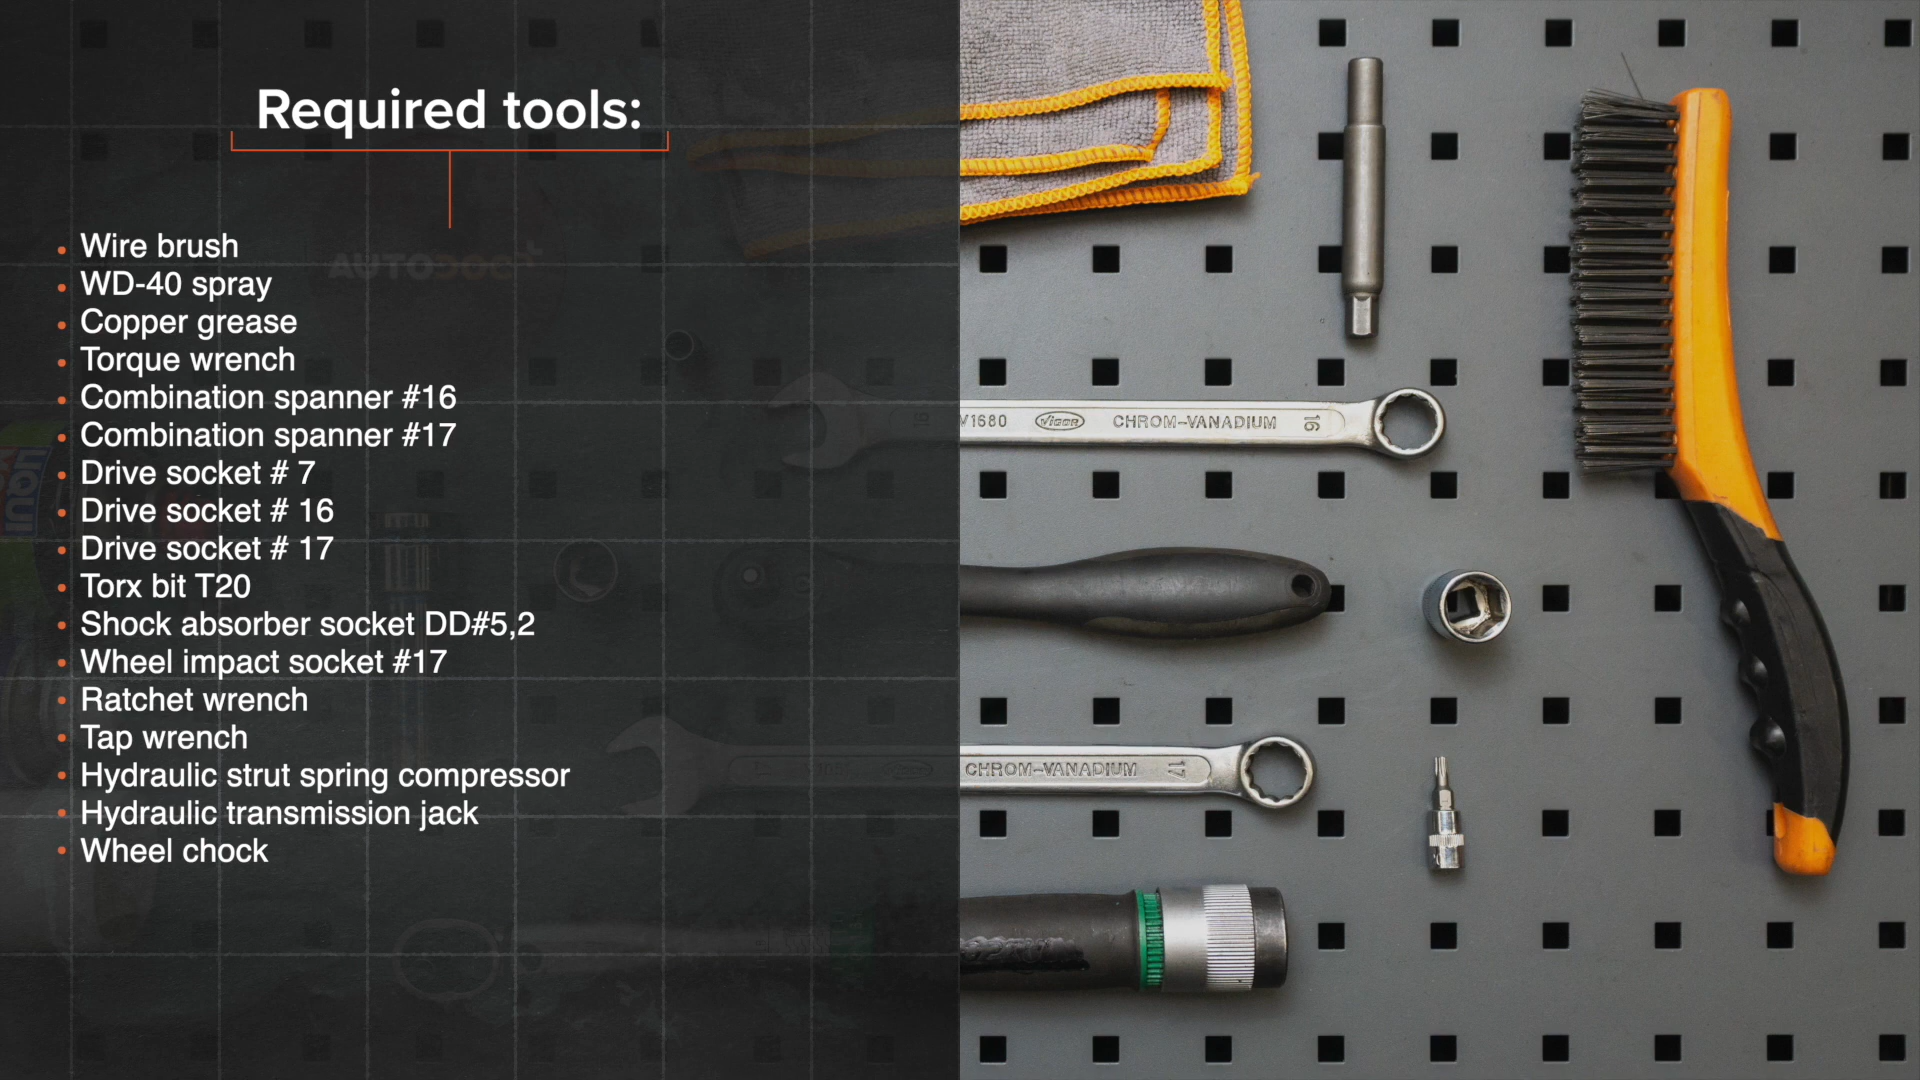 Required tools:
Wire brush
WD-40 spray
Copper grease
Torque wrench
Combination spanner #16
Combination spanner #17
Drive socket # 7
Drive socket # 16
Drive socket # 17
Torx bit T20
Shock absorber socket DD#5,2
Wheel impact socket #17
Ratchet wrench
Tap wrench
Hydraulic strut spring compressor
Hydraulic transmission jack
Wheel chock
AUTODOC
V1680 VIGOR CHROM-VANADIUM 16
CHROM-VANADIUM 17